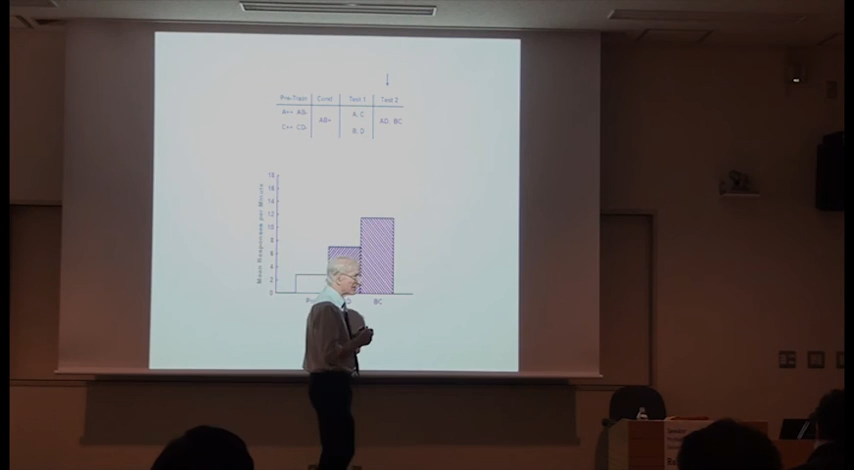 Pre-Train Cond. Test 1 Test 2
A++ AB- A, C
AB+ AD, BC
C++ CD- B, D
18
16
14
12
10
8
6
4
2
0
Mean Responses per Minute
BC